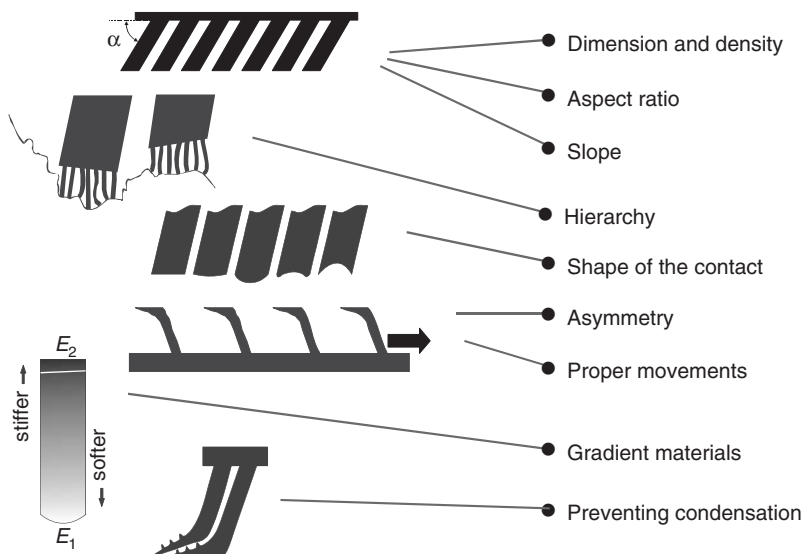 α
Dimension and density
Aspect ratio
Slope
Hierarchy
Shape of the contact
Asymmetry
Proper movements
E2
stiffer
softer
E1
Gradient materials
Preventing condensation